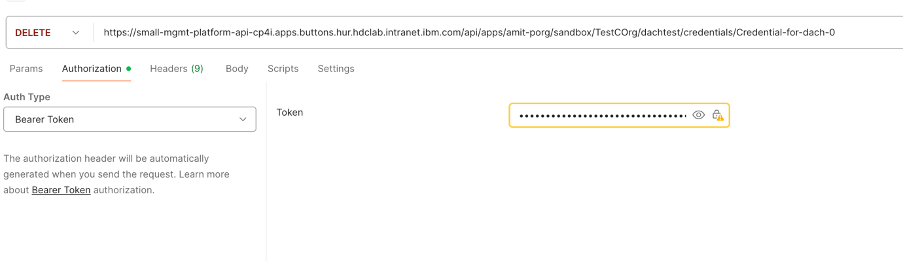 DELETE https://small-mgmt-platform-api-cp4i.apps.buttons.hur.hdclab.intranet.ibm.com/api/apps/amit-porg/sandbox/TestCOrg/dachtest/credentials/Credential-for-dach-0
Params Authorization Headers (9) Body Scripts Settings
Auth Type
Bearer Token
Token
The authorization header will be automatically
generated when you send the request. Learn more
about Bearer Token authorization.